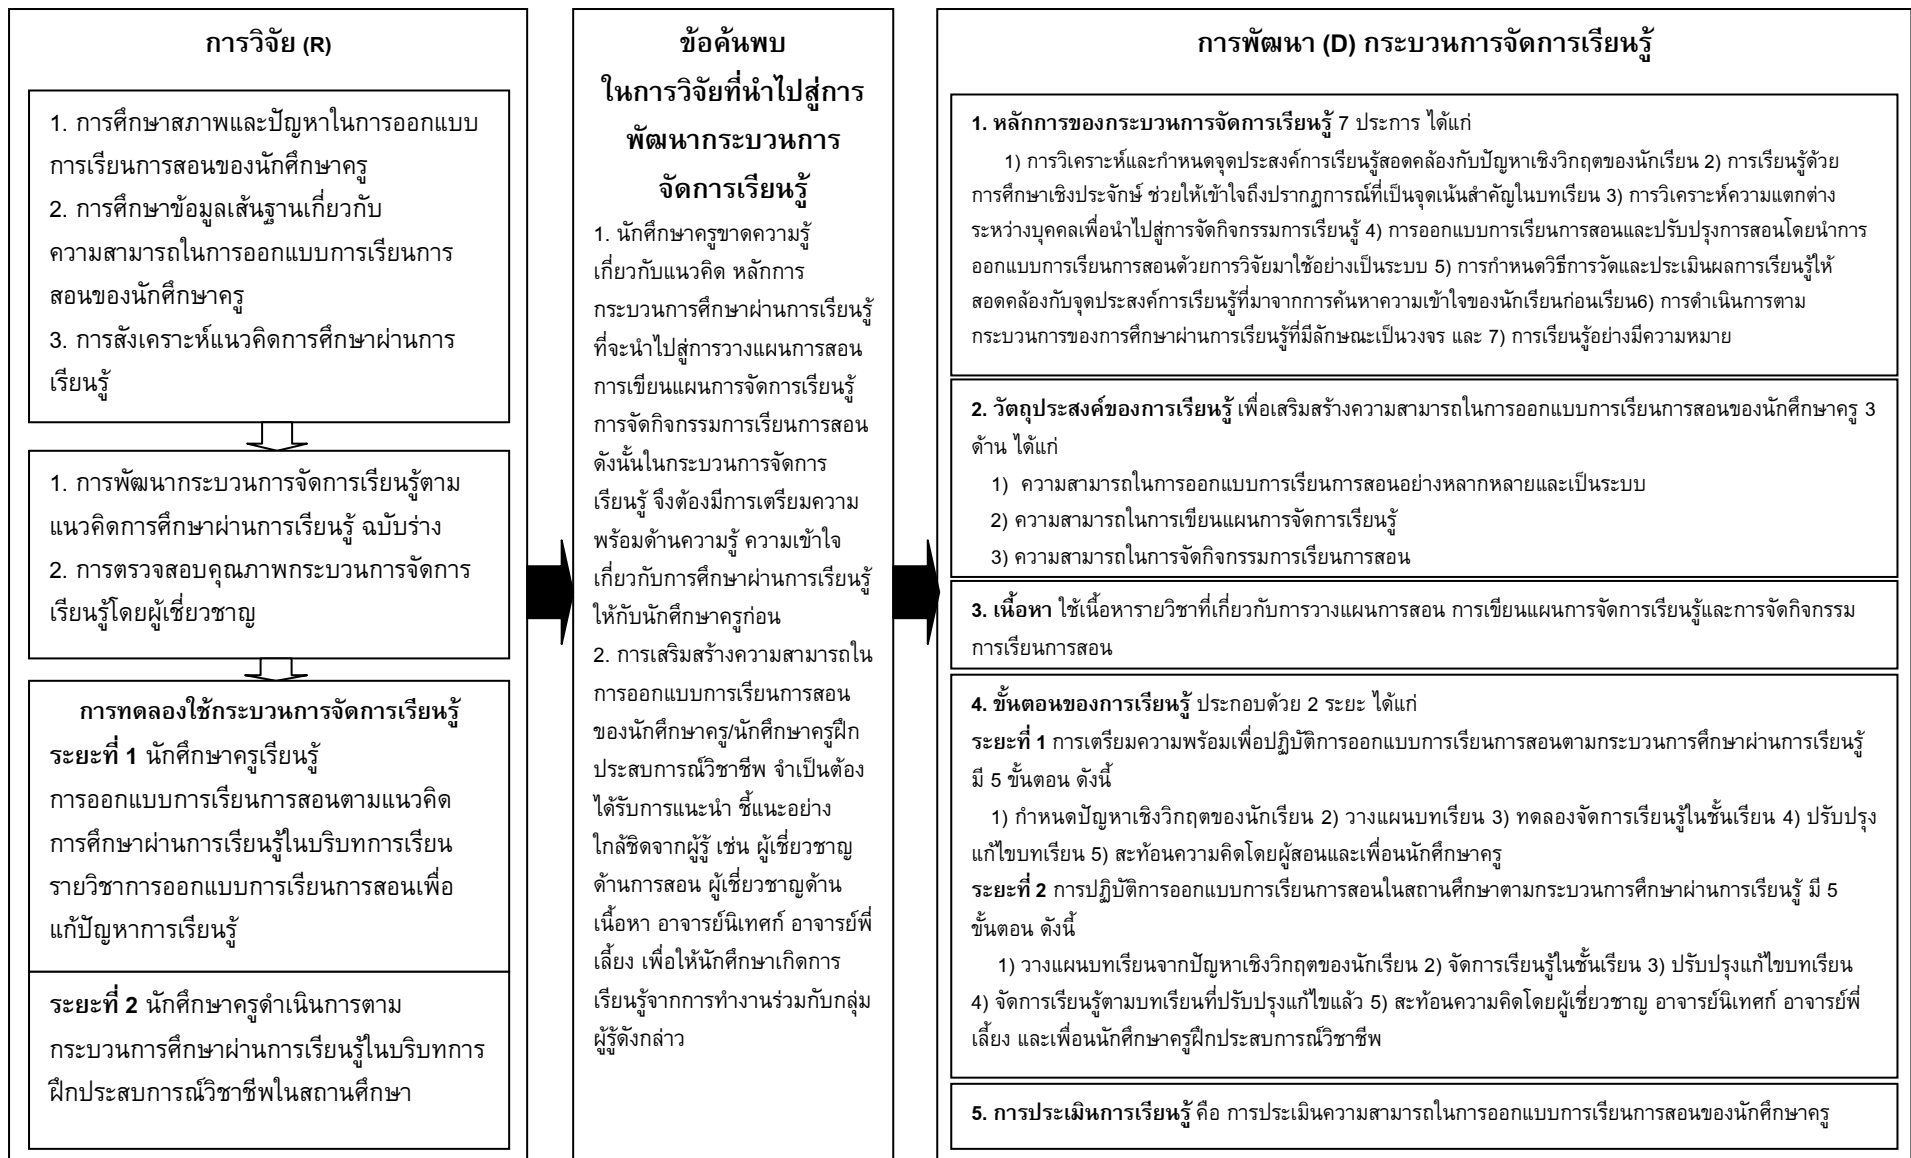 การวิจัย (R)
1. การศึกษาสภาพและปัญหาในการออกแบบ
การเรียนการสอนของนักศึกษาครู
2. การศึกษาข้อมูลเส้นฐานเกี่ยวกับ
ความสามารถในการออกแบบการเรียนการ
สอนของนักศึกษาครู
3. การสังเคราะห์แนวคิดการศึกษาผ่านการ
เรียนรู้
1. การพัฒนากระบวนการจัดการเรียนรู้ตาม
แนวคิดการศึกษาผ่านการเรียนรู้ ฉบับร่าง
2. การตรวจสอบคุณภาพกระบวนการจัดการ
เรียนรู้โดยผู้เชี่ยวชาญ
การทดลองใช้กระบวนการจัดการเรียนรู้
ระยะที่ 1 นักศึกษาครูเรียนรู้
การออกแบบการเรียนการสอนตามแนวคิด
การศึกษาผ่านการเรียนรู้ในบริบทการเรียน
รายวิชาการออกแบบการเรียนการสอนเพื่อ
แก้ปัญหาการเรียนรู้
ระยะที่ 2 นักศึกษาครูดำเนินการตาม
กระบวนการศึกษาผ่านการเรียนรู้ในบริบทการ
ฝึกประสบการณ์วิชาชีพในสถานศึกษา
ข้อค้นพบ
ในการวิจัยที่นำไปสู่การ
พัฒนากระบวนการ
จัดการเรียนรู้
1. นักศึกษาครูขาดความรู้
เกี่ยวกับแนวคิด หลักการ
กระบวนการศึกษาผ่านการเรียนรู้
ที่จะนำไปสู่การวางแผนการสอน
การเขียนแผนการจัดการเรียนรู้
การจัดกิจกรรมการเรียนการสอน
ดังนั้นในกระบวนการจัดการ
เรียนรู้ จึงต้องมีการเตรียมความ
พร้อมด้านความรู้ ความเข้าใจ
เกี่ยวกับการศึกษาผ่านการเรียนรู้
ให้กับนักศึกษาครูก่อน
2. การเสริมสร้างความสามารถใน
การออกแบบการเรียนการสอน
ของนักศึกษาครู/นักศึกษาครูฝึก
ประสบการณ์วิชาชีพ จำเป็นต้อง
ได้รับการแนะนำ ชี้แนะอย่าง
ใกล้ชิดจากผู้รู้ เช่น ผู้เชี่ยวชาญ
ด้านการสอน ผู้เชี่ยวชาญด้าน
เนื้อหา อาจารย์นิเทศก์ อาจารย์พี่
เลี้ยง เพื่อให้นักศึกษาเกิดการ
เรียนรู้จากการทำงานร่วมกับกลุ่ม
ผู้รู้ดังกล่าว
การพัฒนา (D) กระบวนการจัดการเรียนรู้
1. หลักการของกระบวนการจัดการเรียนรู้ 7 ประการ ได้แก่
1) การวิเคราะห์และกำหนดจุดประสงค์การเรียนรู้สอดคล้องกับปัญหาเชิงวิกฤตของนักเรียน 2) การเรียนรู้ด้วย
การศึกษาเชิงประจักษ์ ช่วยให้เข้าใจถึงปรากฏการณ์ที่เป็นจุดเน้นสำคัญในบทเรียน 3) การวิเคราะห์ความแตกต่าง
ระหว่างบุคคลเพื่อนำไปสู่การจัดกิจกรรมการเรียนรู้ 4) การออกแบบการเรียนการสอนและปรับปรุงการสอนโดยนำการ
ออกแบบการเรียนการสอนด้วยการวิจัยมาใช้อย่างเป็นระบบ 5) การกำหนดวิธีการวัดและประเมินผลการเรียนรู้ให้
สอดคล้องกับจุดประสงค์การเรียนรู้ที่มาจากการค้นหาความเข้าใจของนักเรียนก่อนเรียน6) การดำเนินการตาม
กระบวนการของการศึกษาผ่านการเรียนรู้ที่มีลักษณะเป็นวงจร และ 7) การเรียนรู้อย่างมีความหมาย
2. วัตถุประสงค์ของการเรียนรู้ เพื่อเสริมสร้างความสามารถในการออกแบบการเรียนการสอนของนักศึกษาครู 3
ด้าน ได้แก่
1) ความสามารถในการออกแบบการเรียนการสอนอย่างหลากหลายและเป็นระบบ
2) ความสามารถในการเขียนแผนการจัดการเรียนรู้
3) ความสามารถในการจัดกิจกรรมการเรียนการสอน
3. เนื้อหา ใช้เนื้อหารายวิชาที่เกี่ยวกับการวางแผนการสอน การเขียนแผนการจัดการเรียนรู้และการจัดกิจกรรม
การเรียนการสอน
4. ขั้นตอนของการเรียนรู้ ประกอบด้วย 2 ระยะ ได้แก่
ระยะที่ 1 การเตรียมความพร้อมเพื่อปฏิบัติการออกแบบการเรียนการสอนตามกระบวนการศึกษาผ่านการเรียนรู้
มี 5 ขั้นตอน ดังนี้
1) กำหนดปัญหาเชิงวิกฤตของนักเรียน 2) วางแผนบทเรียน 3) ทดลองจัดการเรียนรู้ในชั้นเรียน 4) ปรับปรุง
แก้ไขบทเรียน 5) สะท้อนความคิดโดยผู้สอนและเพื่อนนักศึกษาครู
ระยะที่ 2 การปฏิบัติการออกแบบการเรียนการสอนในสถานศึกษาตามกระบวนการศึกษาผ่านการเรียนรู้ มี 5
ขั้นตอน ดังนี้
1) วางแผนบทเรียนจากปัญหาเชิงวิกฤตของนักเรียน 2) จัดการเรียนรู้ในชั้นเรียน 3) ปรับปรุงแก้ไขบทเรียน
4) จัดการเรียนรู้ตามบทเรียนที่ปรับปรุงแก้ไขแล้ว 5) สะท้อนความคิดโดยผู้เชี่ยวชาญ อาจารย์นิเทศก์ อาจารย์พี่
เลี้ยง และเพื่อนนักศึกษาครูฝึกประสบการณ์วิชาชีพ
5. การประเมินการเรียนรู้ คือ การประเมินความสามารถในการออกแบบการเรียนการสอนของนักศึกษาครู